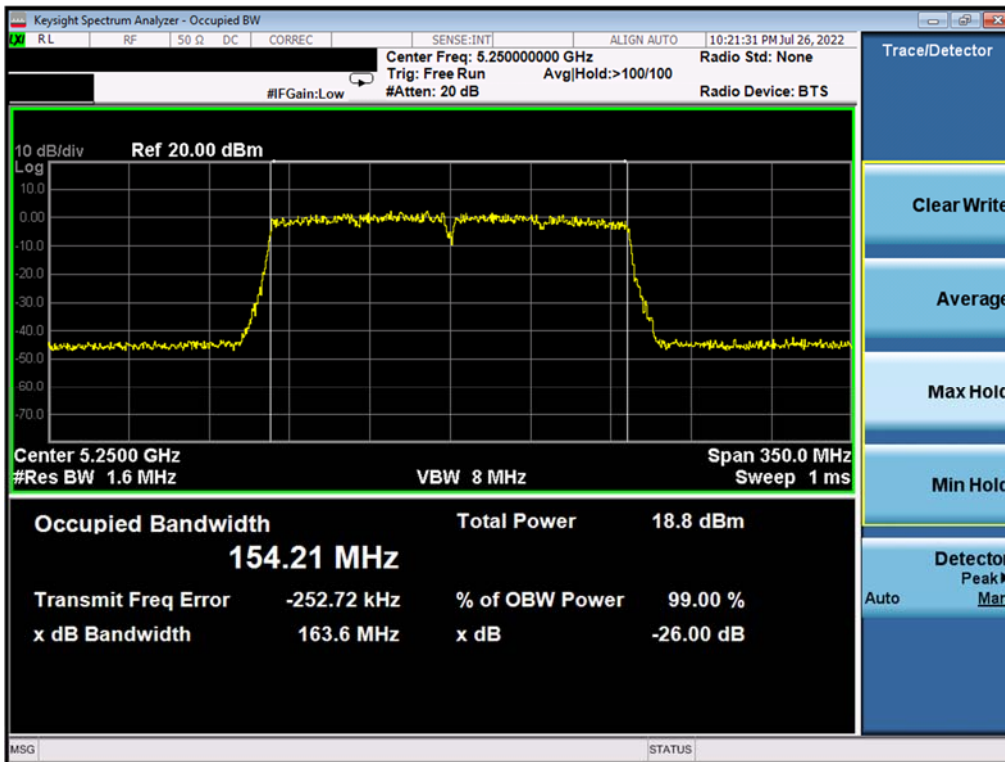 Keysight Spectrum Analyzer - Occupied BW
LXI RL RF 50 Ω DC CORREC SENSE:INT ALIGN AUTO 10:21:31 PM Jul 26, 2022
Center Freq: 5.250000000 GHz Radio Std: None
Trig: Free Run Avg|Hold:>100/100
#IFGain:Low #Atten: 20 dB Radio Device: BTS
Trace/Detector
10 dB/div Ref 20.00 dBm
Log
10.0
0.00
-10.0
-20.0
-30.0
-40.0
-50.0
-60.0
-70.0
Center 5.2500 GHz Span 350.0 MHz
#Res BW 1.6 MHz VBW 8 MHz Sweep 1 ms
Occupied Bandwidth Total Power 18.8 dBm
154.21 MHz
Transmit Freq Error -252.72 kHz % of OBW Power 99.00 %
x dB Bandwidth 163.6 MHz x dB -26.00 dB
Clear Write
Average
Max Hold
Min Hold
Detector
Peak
Auto Man
MSG STATUS